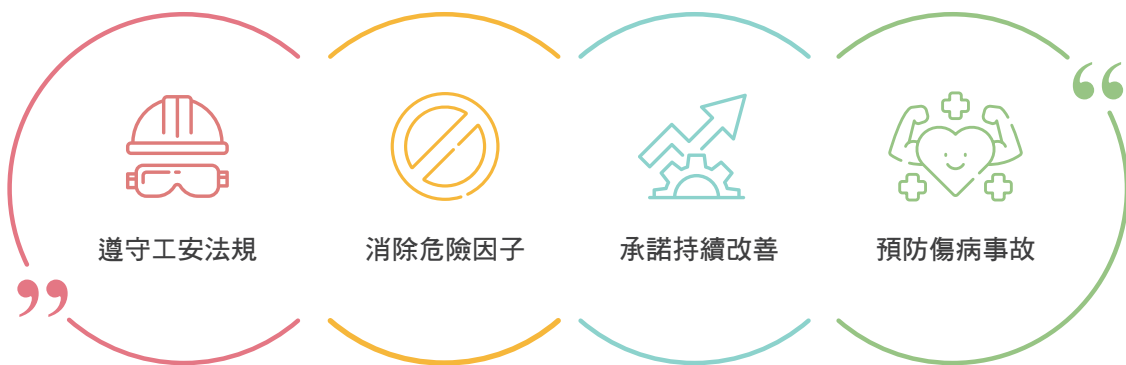 遵守工安法規
消除危險因子
承諾持續改善
預防傷病事故